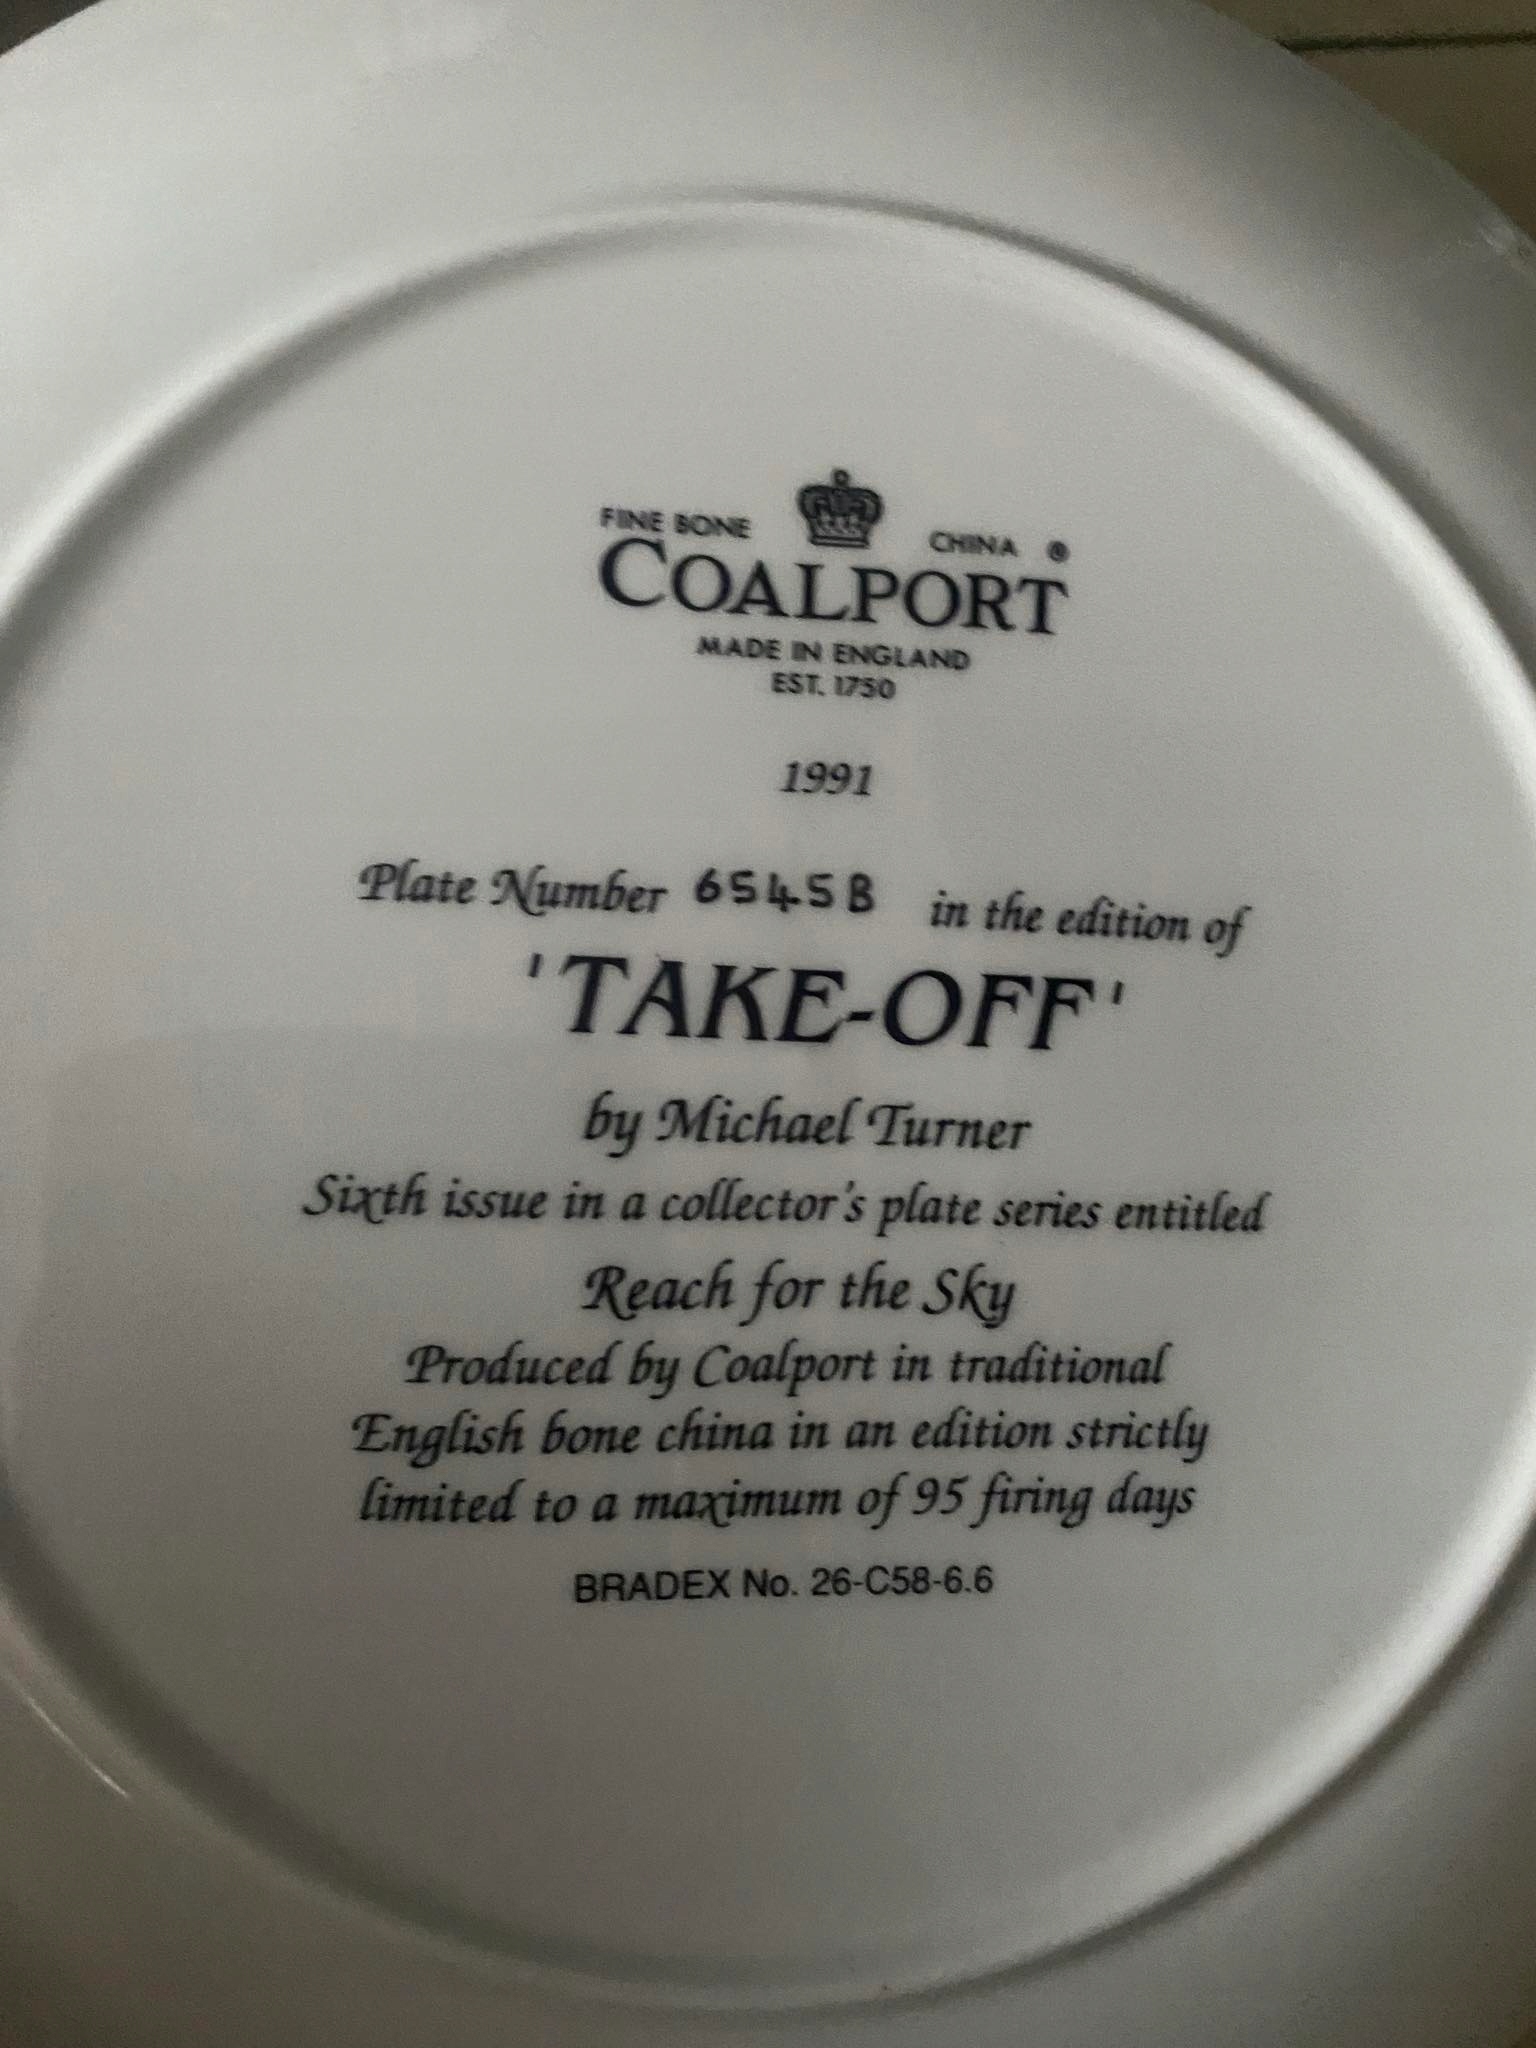 FINE BONE CHINA ®
COALPORT
MADE IN ENGLAND
EST. 1750
1991
Plate Number 6545B in the edition of
'TAKE-OFF'
by Michael Turner
Sixth issue in a collector's plate series entitled
Reach for the Sky
Produced by Coalport in traditional
English bone china in an edition strictly
limited to a maximum of 95 firing days
BRADEX No. 26-C58-6.6